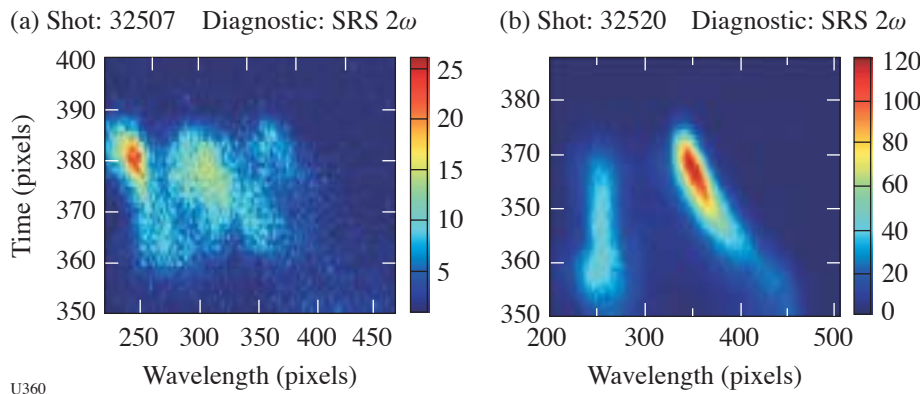 (a) Shot: 32507 Diagnostic: SRS 2ω
(b) Shot: 32520 Diagnostic: SRS 2ω
Time (pixels)
400
390
380
370
360
350
250 300 350 400 450
Wavelength (pixels)
25
20
15
10
5
380
370
350
360
350
200 300 400 500
Wavelength (pixels)
120
100
80
60
40
20
0
U360